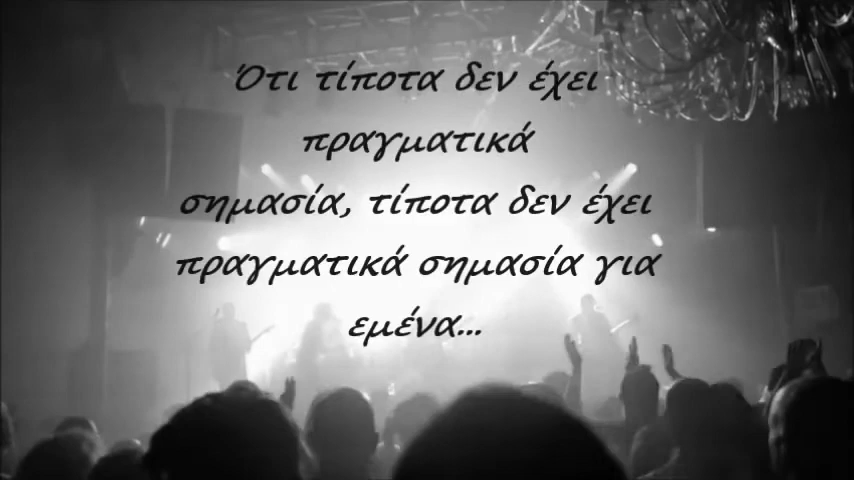 Ότι τίποτα δεν έχει
πραγματικά
σημασία, τίποτα δεν έχει
πραγματικά σημασία για
εμένα...